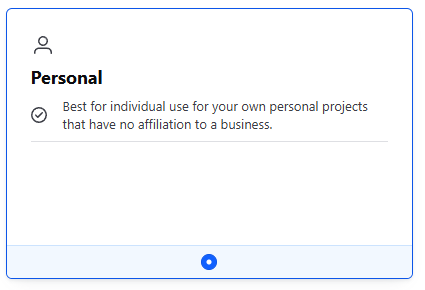 Personal
Best for individual use for your own personal projects
that have no affiliation to a business.